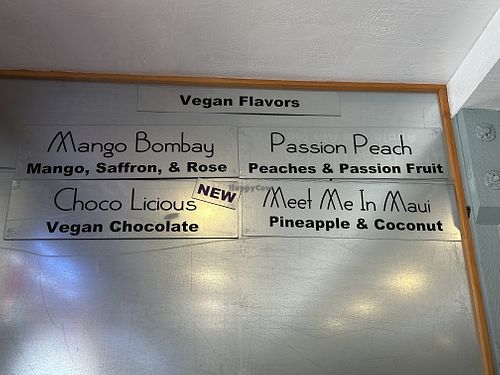 Vegan Flavors
Mango Bombay
Mango, Saffron, & Rose
Passion Peach
Peaches & Passion Fruit
Choco Licious
NEW
Vegan Chocolate
Meet Me In Maui
Pineapple & Coconut
HappyCow